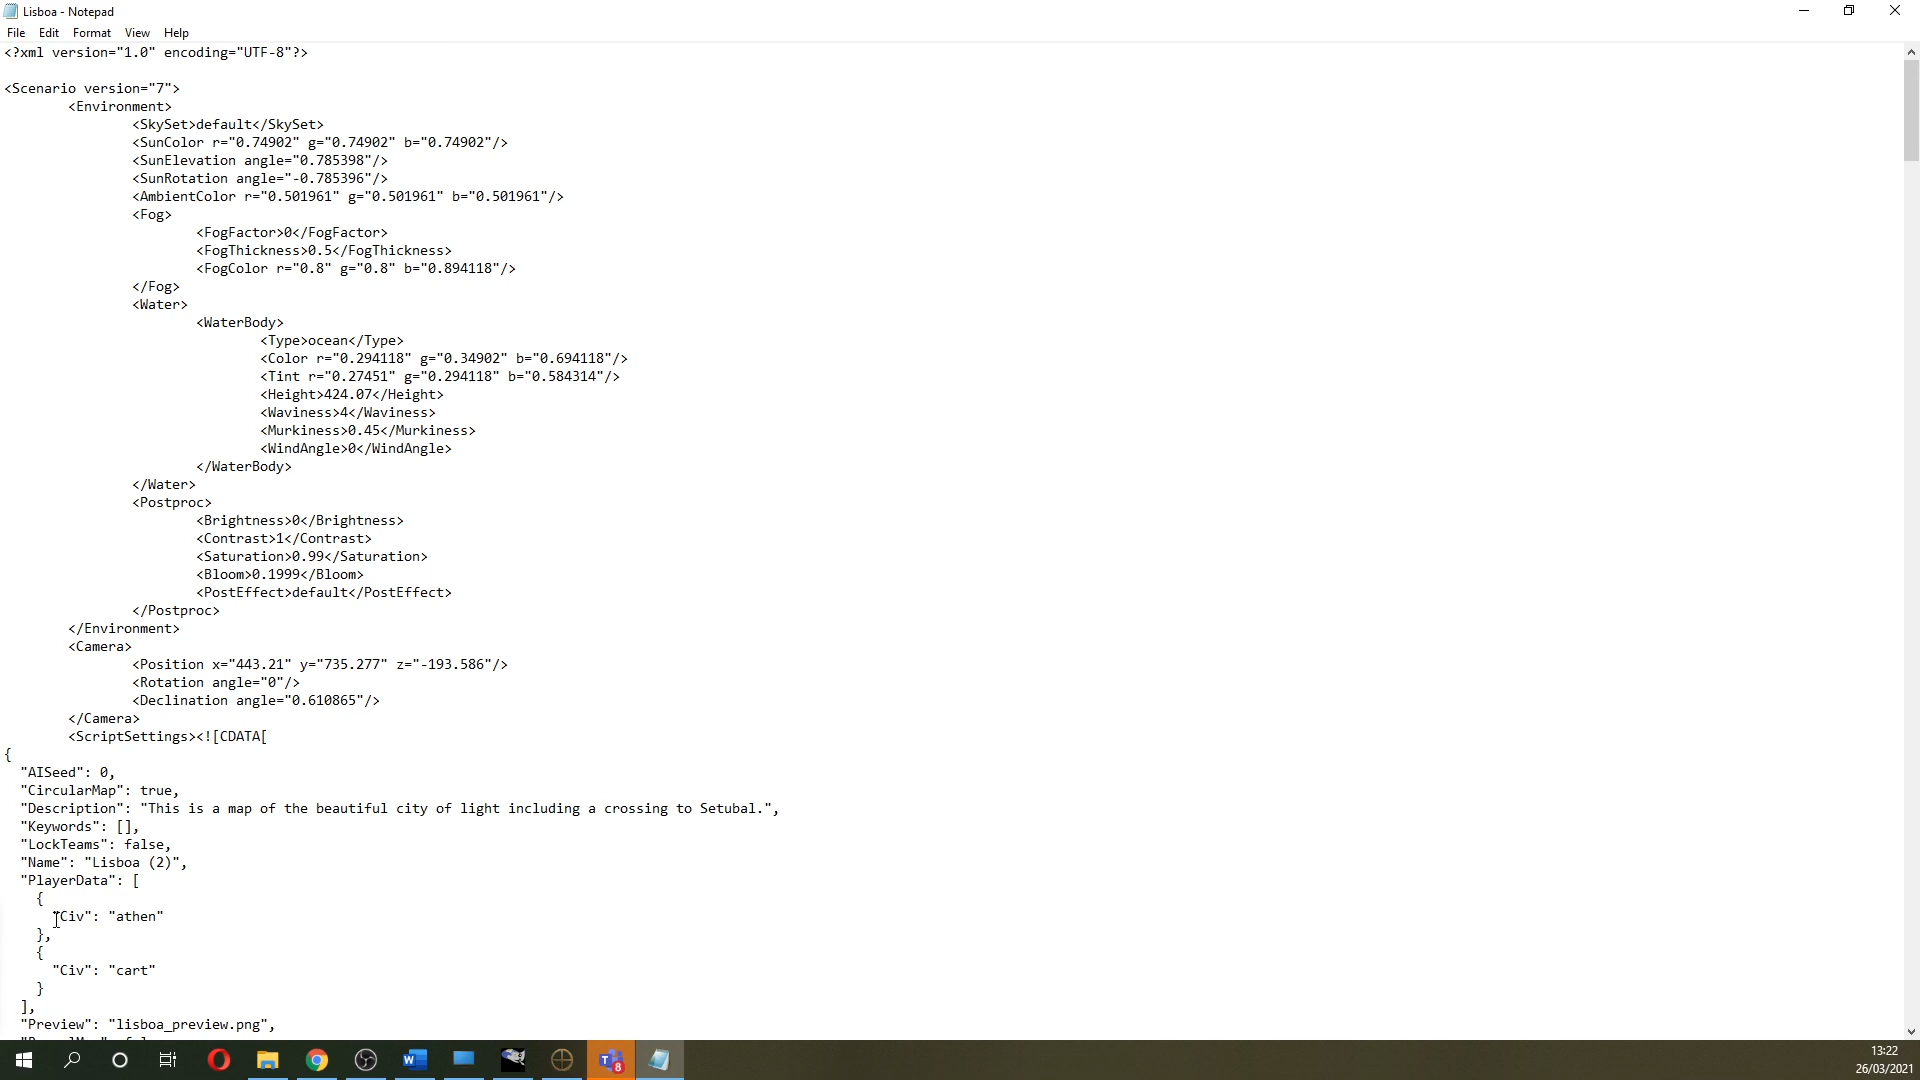 Lisboa - Notepad
File Edit Format View Help
<?xml version="1.0" encoding="UTF-8"?>
<Scenario version="7">
<Environment>
<SkySet>default</SkySet>
<SunColor r="0.74902" g="0.74902" b="0.74902"/>
<SunElevation angle="0.785398"/>
<SunRotation angle="-0.785396"/>
<AmbientColor r="0.501961" g="0.501961" b="0.501961"/>
<Fog>
<FogFactor>0</FogFactor>
<FogThickness>0.5</FogThickness>
<FogColor r="0.8" g="0.8" b="0.894118"/>
</Fog>
<Water>
<WaterBody>
<Type>ocean</Type>
<Color r="0.294118" g="0.34902" b="0.694118"/>
<Tint r="0.27451" g="0.294118" b="0.584314"/>
<Height>424.07</Height>
<Waviness>4</Waviness>
<Murkiness>0.45</Murkiness>
<WindAngle>0</WindAngle>
</WaterBody>
</Water>
<Postproc>
<Brightness>0</Brightness>
<Contrast>1</Contrast>
<Saturation>0.99</Saturation>
<Bloom>0.1999</Bloom>
<PostEffect>default</PostEffect>
</Postproc>
</Environment>
<Camera>
<Position x="443.21" y="735.277" z="-193.586"/>
<Rotation angle="0"/>
<Declination angle="0.610865"/>
</Camera>
<ScriptSettings><![CDATA[
{
"AISeed": 0,
"CircularMap": true,
"Description": "This is a map of the beautiful city of light including a crossing to Setubal.",
"Keywords": [],
"LockTeams": false,
"Name": "Lisboa (2)",
"PlayerData": [
{
"Civ": "athen"
},
{
"Civ": "cart"
}
],
"Preview": "lisboa_preview.png",
8
13:22
26/03/2021